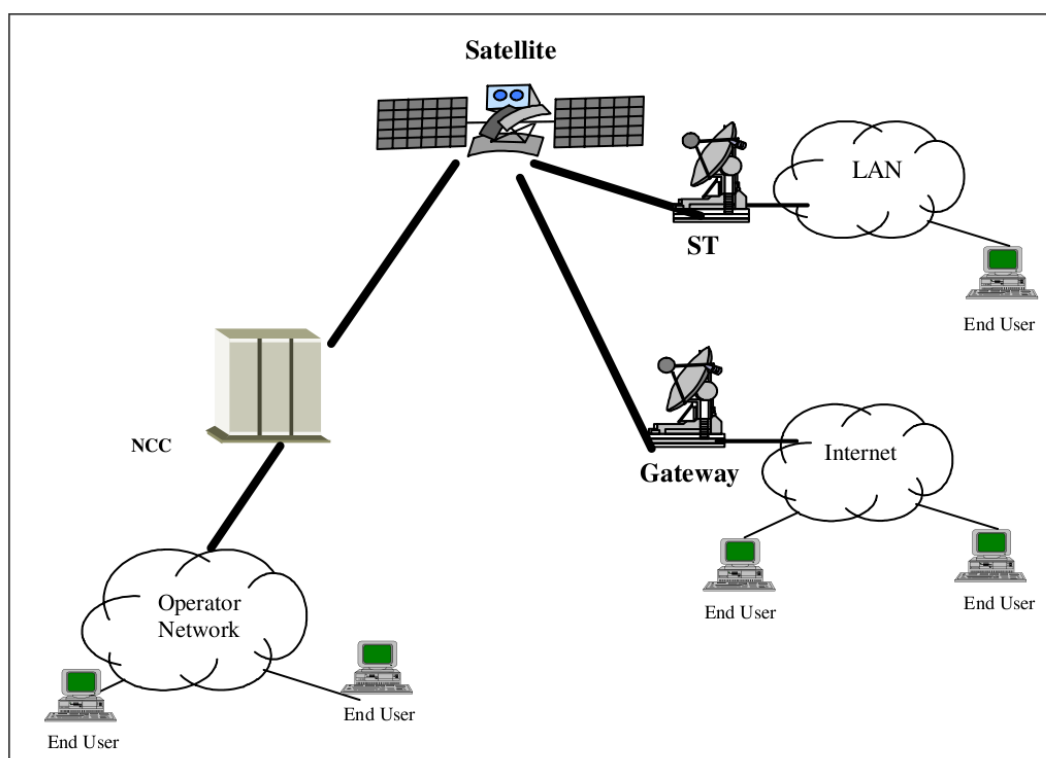 Satellite
LAN
ST
End User
NCC
Gateway
Internet
End User
End User
Operator
Network
End User
End User